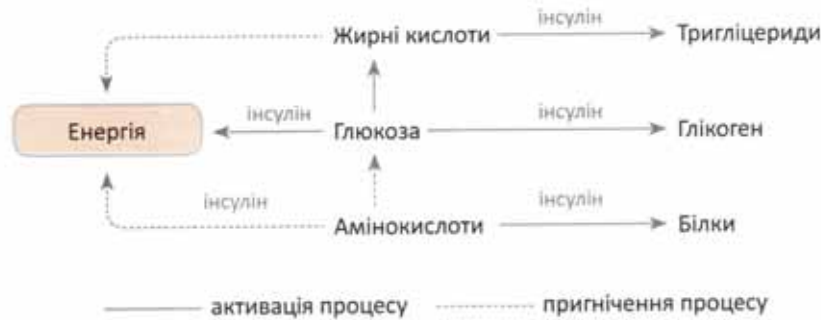 інсулін
Жирні кислоти
Тригліцериди
Енергія
інсулін
Глюкоза
інсулін
Глікоген
інсулін
Амінокислоти
інсулін
Білки
активація процесу
пригнічення процесу